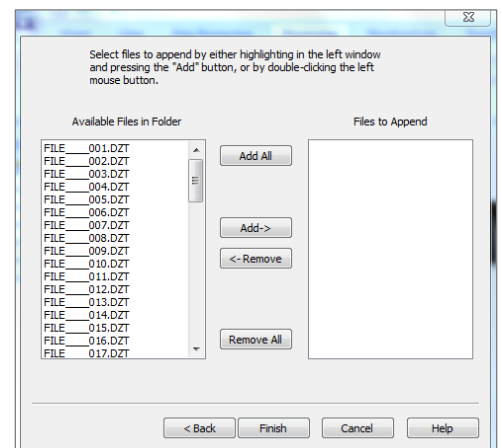 Select files to append by either highlighting in the left window
and pressing the "Add" button, or by double-clicking the left
mouse button.
Available Files in Folder
Files to Append
FILE____001.DZT
FILE____002.DZT
FILE____003.DZT
FILE____004.DZT
FILE____005.DZT
FILE____006.DZT
FILE____007.DZT
FILE____008.DZT
FILE____009.DZT
FILE____010.DZT
FILE____011.DZT
FILE____012.DZT
FILE____013.DZT
FILE____014.DZT
FILE____015.DZT
FILE____016.DZT
FILE____017.DZT
Add All
Add->
<- Remove
Remove All
< Back
Finish
Cancel
Help